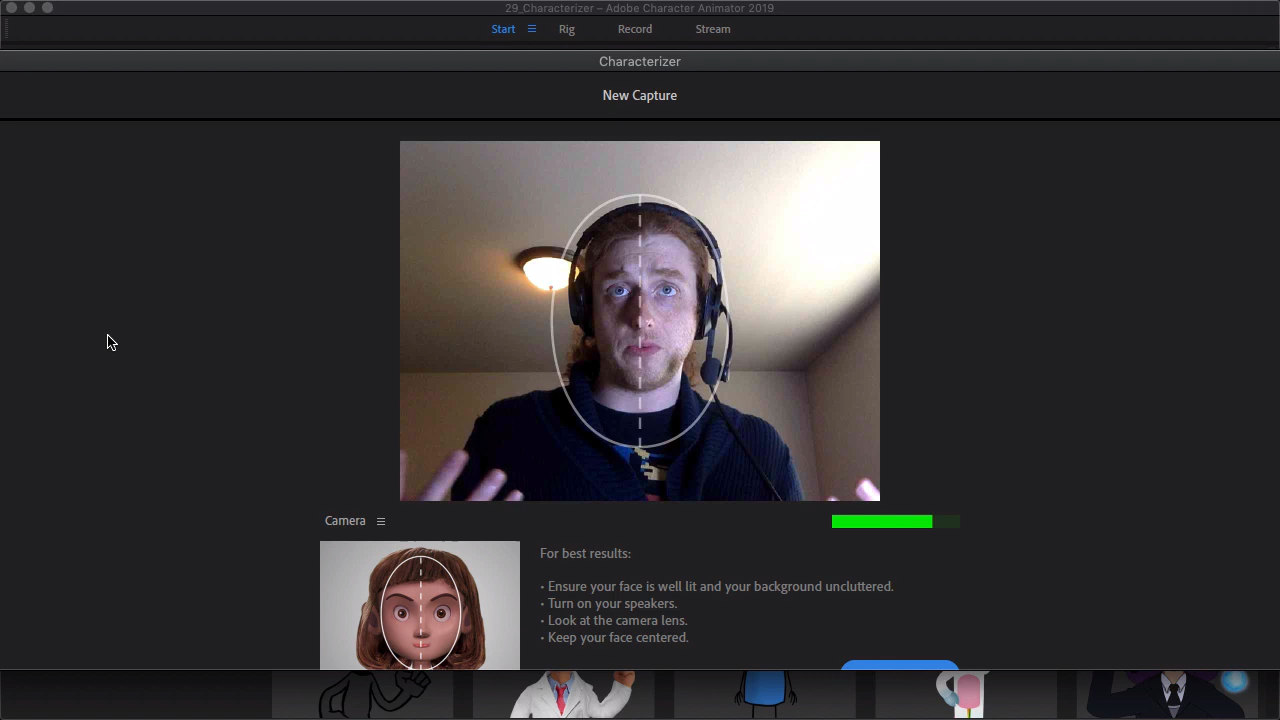 29_Characterizer – Adobe Character Animator 2019
Start Rig Record Stream
Characterizer
New Capture
Camera
For best results:
• Ensure your face is well lit and your background uncluttered.
• Turn on your speakers.
• Look at the camera lens.
• Keep your face centered.